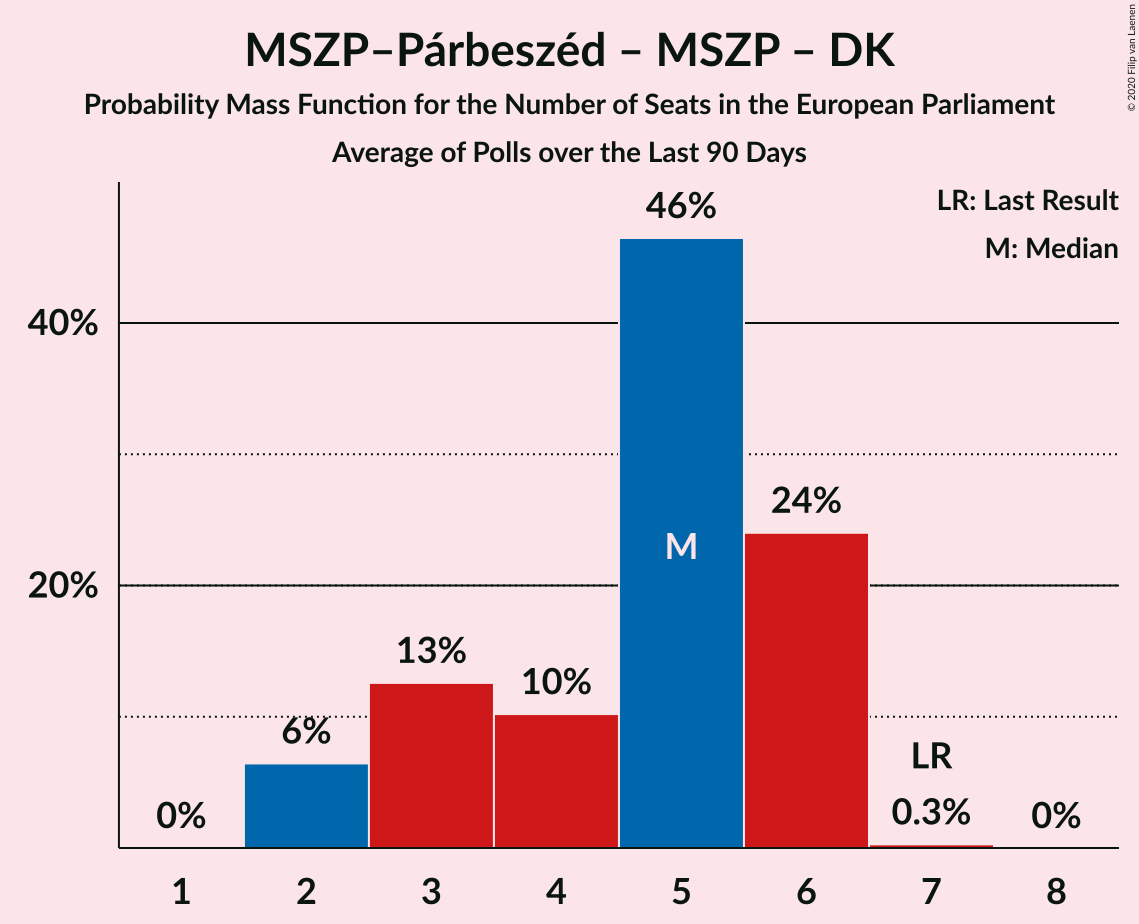 MSZP–Párbeszéd – MSZP – DK
Probability Mass Function for the Number of Seats in the European Parliament
Average of Polls over the Last 90 Days
© 2020 Filip van Laenen
LR: Last Result
M: Median
46%
40%
24%
M
20%
13%
10%
6%
LR
0%
0.3%
0%
1 2 3 4 5 6 7 8